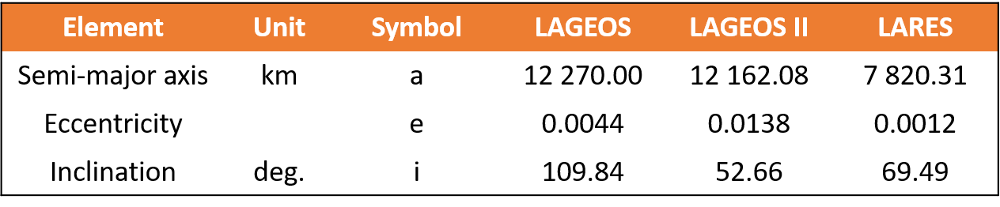 Element Unit Symbol LAGEOS LAGEOS II LARES
Semi-major axis km a 12 270.00 12 162.08 7 820.31
Eccentricity e 0.0044 0.0138 0.0012
Inclination deg. i 109.84 52.66 69.49